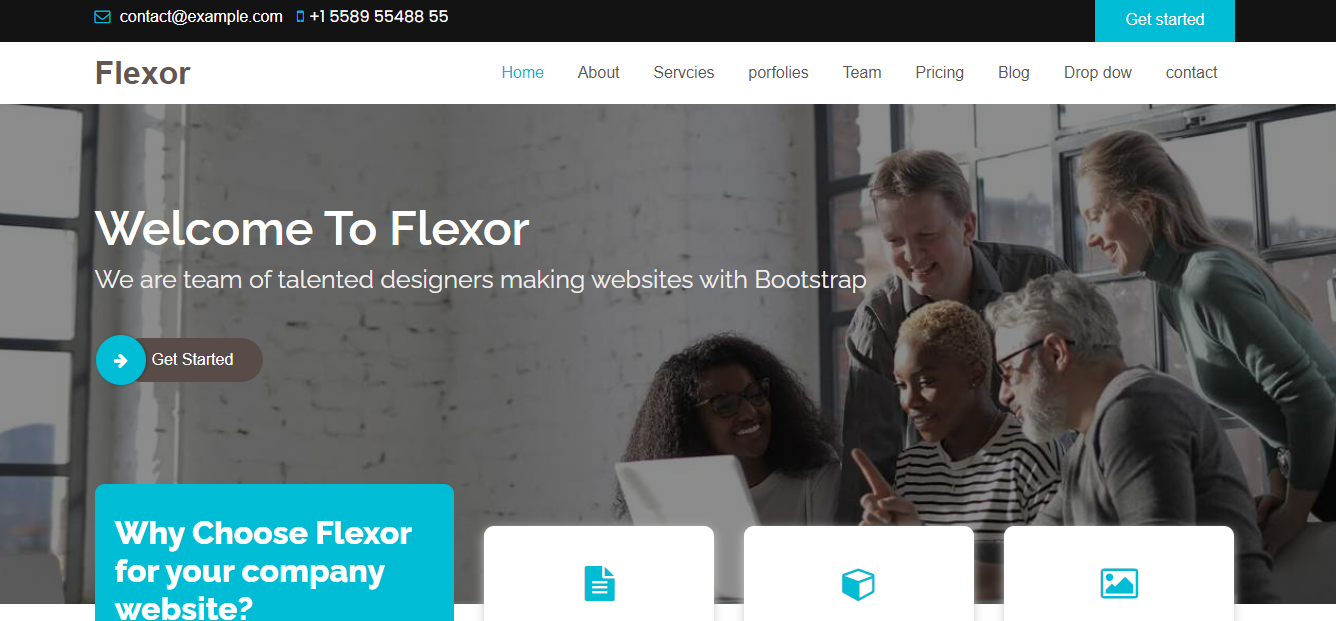 contact@example.com +1 5589 55488 55 Get started
Flexor Home About Servcies porfolies Team Pricing Blog Drop dow contact
Welcome To Flexor
We are team of talented designers making websites with Bootstrap
Get Started
Why Choose Flexor
for your company
website?